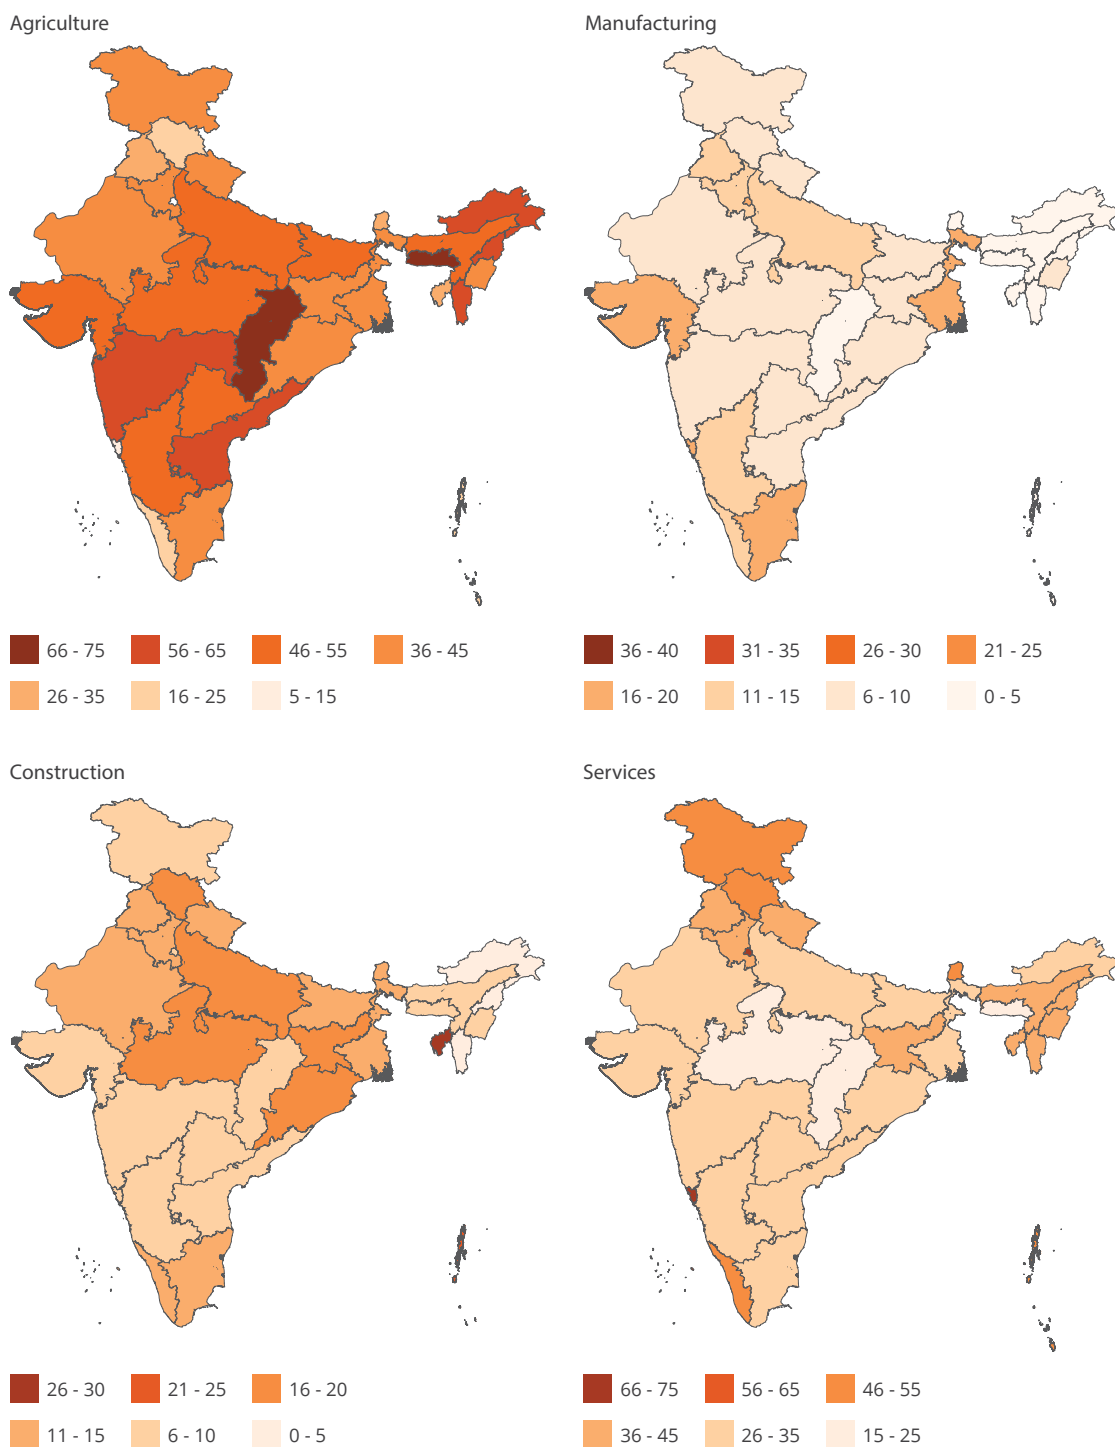 Agriculture
Manufacturing
66 - 75 56 - 65 46 - 55 36 - 45
26 - 35 16 - 25 5 - 15
36 - 40 31 - 35 26 - 30 21 - 25
16 - 20 11 - 15 6 - 10 0 - 5
Construction
Services
26 - 30 21 - 25 16 - 20
11 - 15 6 - 10 0 - 5
66 - 75 56 - 65 46 - 55
36 - 45 26 - 35 15 - 25